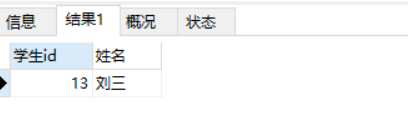 信息 结果1 概况 状态
学生id 姓名
13 刘三